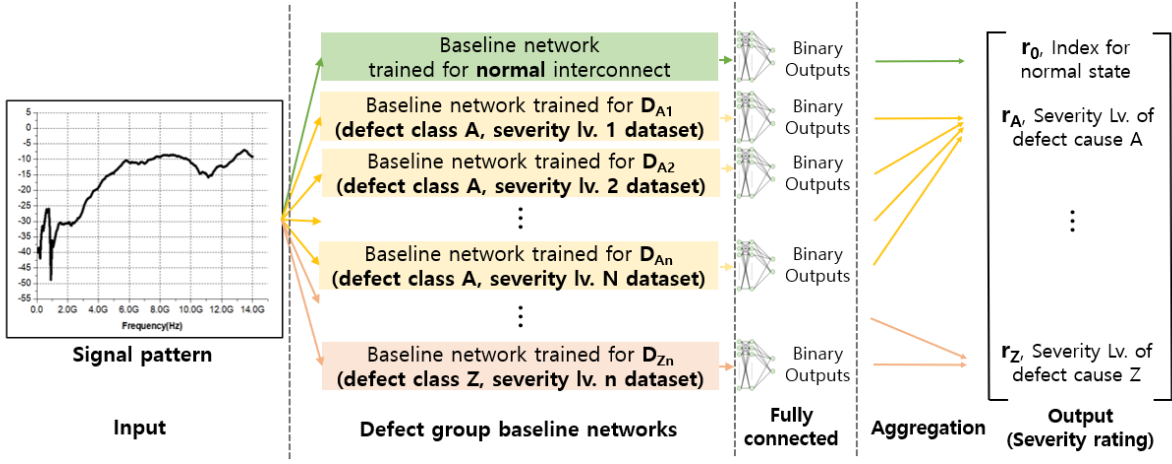 Baseline network
trained for normal interconnect
Binary
Outputs
r0, Index for
normal state
Baseline network trained for DA1
(defect class A, severity lv. 1 dataset)
Binary
Outputs
rA, Severity Lv. of
defect cause A
Baseline network trained for DA2
(defect class A, severity lv. 2 dataset)
Binary
Outputs
⋮
⋮
Baseline network trained for DAn
(defect class A, severity lv. N dataset)
Binary
Outputs
⋮
Baseline network trained for DZn
(defect class Z, severity lv. n dataset)
Binary
Outputs
rZ, Severity Lv. of
defect cause Z
5
0
-5
-10
-15
-20
-25
-30
-35
-40
-45
-50
-55
0.0 2.0G 4.0G 6.0G 8.0G 10.0G 12.0G 14.0G
Frequency(Hz)
Signal pattern
Input
Defect group baseline networks
Fully
connected
Aggregation
Output
(Severity rating)